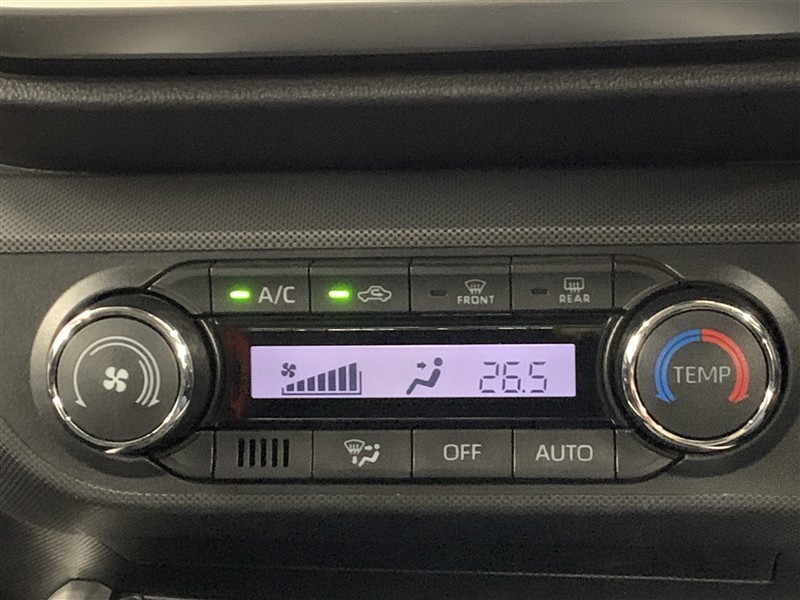 A/C
FRONT
REAR
26.5
TEMP
OFF
AUTO